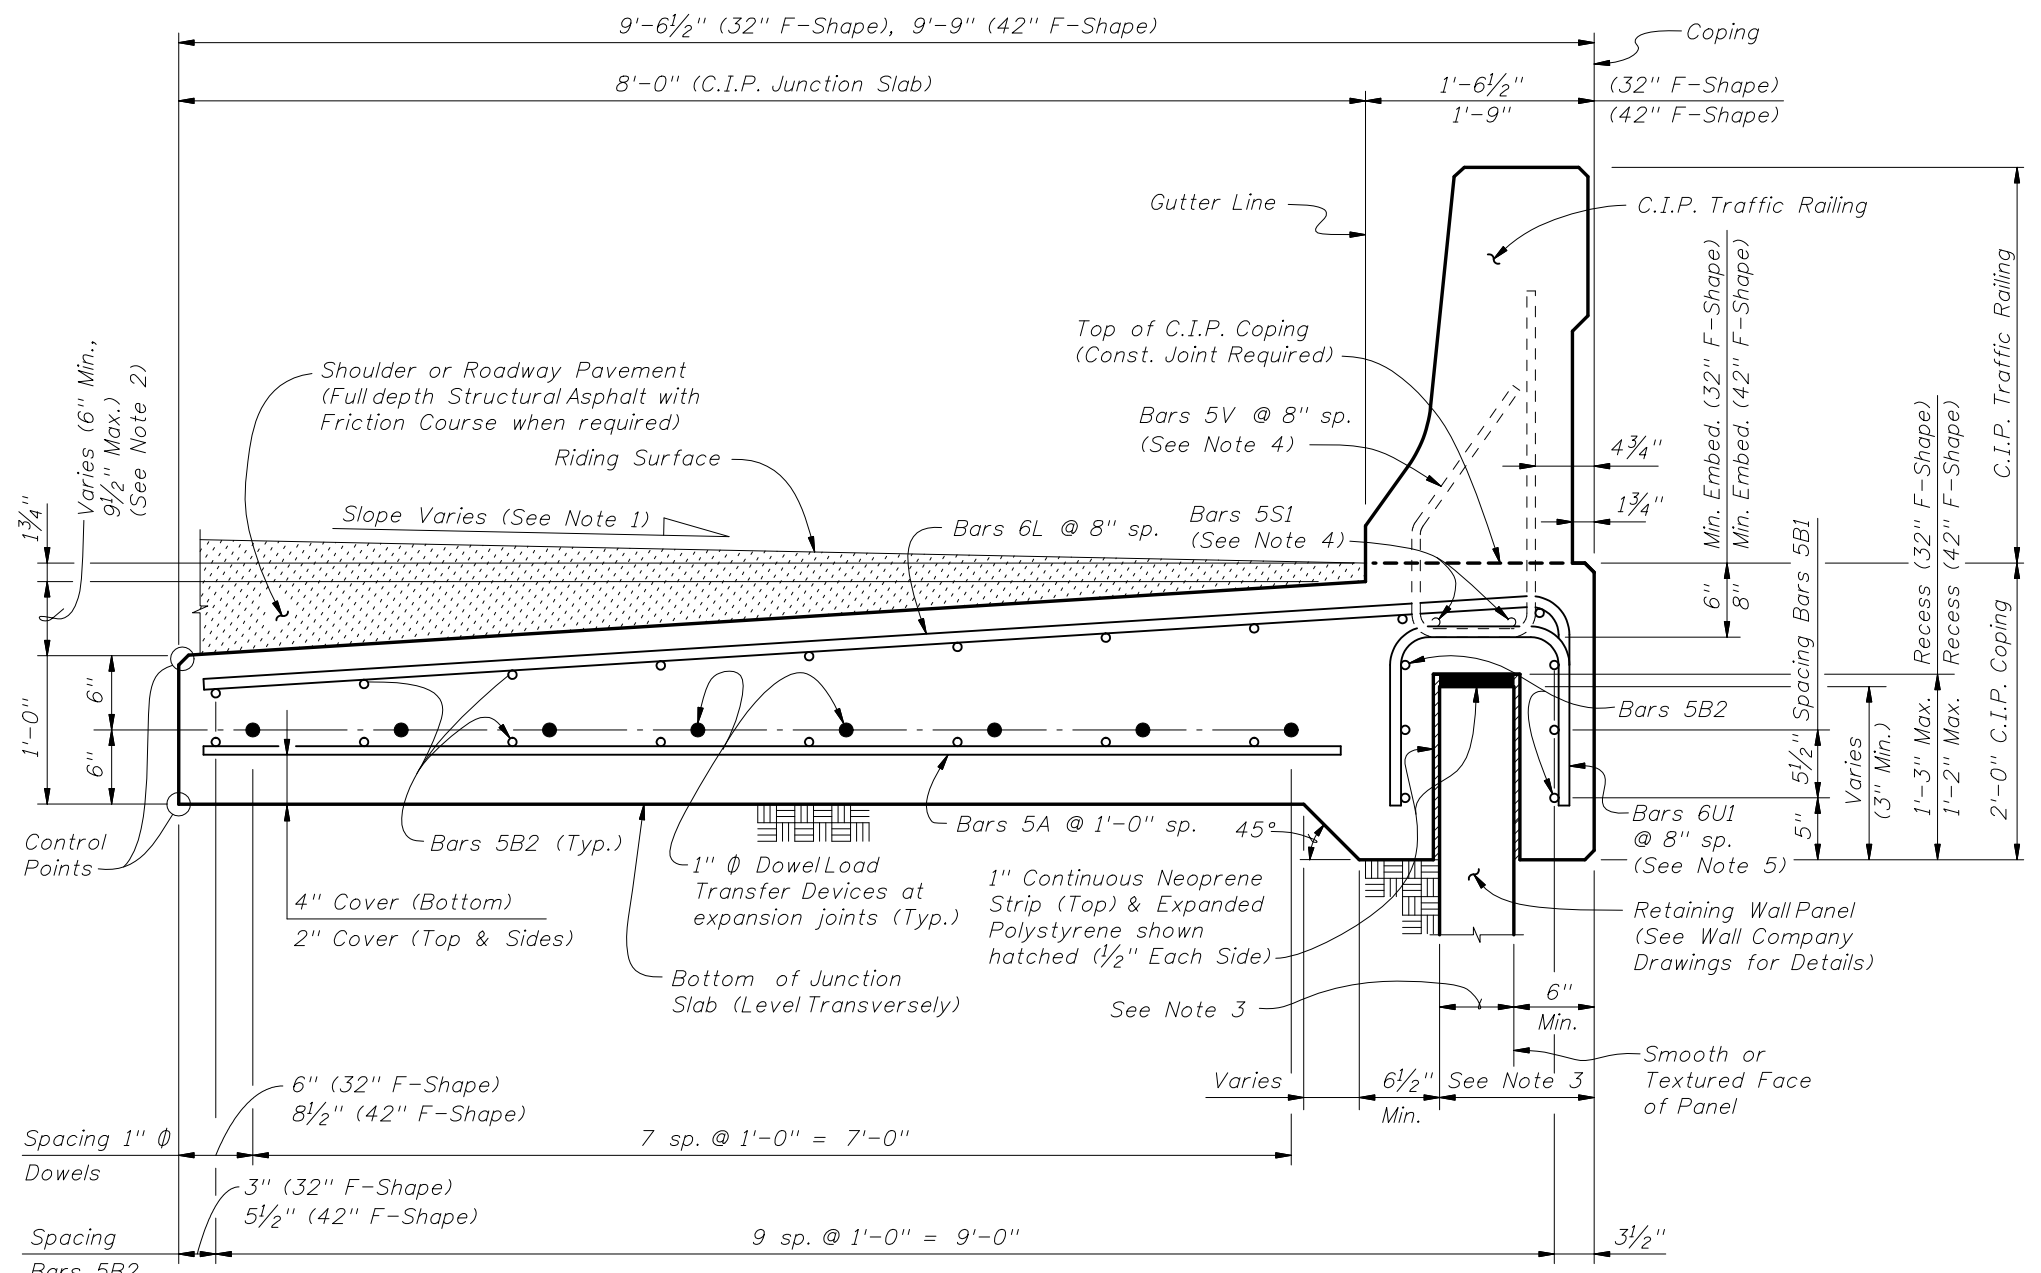 9'-6½" (32" F-Shape), 9'-9" (42" F-Shape)
Coping
8'-0" (C.I.P. Junction Slab)
1'-6½"
(32" F-Shape)
1'-9"
(42" F-Shape)
Gutter Line
C.I.P. Traffic Railing
Top of C.I.P. Coping
(Const. Joint Required)
Bars 5V @ 8" sp.
(See Note 4)
Shoulder or Roadway Pavement
(Full depth Structural Asphalt with
Friction Course when required)
Riding Surface
Slope Varies (See Note 1)
Bars 6L @ 8" sp.
Bars 5S1
(See Note 4)
4¾"
1¾"
6" Min. Embed. (32" F-Shape)
8" Min. Embed. (42" F-Shape)
C.I.P. Traffic Railing
1'-3" Max. Recess (32" F-Shape)
1'-2" Max. Recess (42" F-Shape)
2'-0" C.I.P. Coping
5½" Spacing Bars 5B1
5"
Varies
(3" Min.)
1¾"
Varies (6" Min.,
9½" Max.)
(See Note 2)
1'-0"
6"
6"
Control
Points
Bars 5B2
Bars 5B2 (Typ.)
1" ϕ Dowel Load
Transfer Devices at
expansion joints (Typ.)
Bars 5A @ 1'-0" sp.
45°
Bars 6U1
@ 8" sp.
(See Note 5)
4" Cover (Bottom)
2" Cover (Top & Sides)
1" Continuous Neoprene
Strip (Top) & Expanded
Polystyrene shown
hatched (½" Each Side)
Retaining Wall Panel
(See Wall Company
Drawings for Details)
Bottom of Junction
Slab (Level Transversely)
See Note 3
6"
Min.
Smooth or
Textured Face
of Panel
Varies
6½"
Min.
See Note 3
6" (32" F-Shape)
8½" (42" F-Shape)
Spacing 1" ϕ
Dowels
7 sp. @ 1'-0" = 7'-0"
3" (32" F-Shape)
5½" (42" F-Shape)
Spacing
Bars 5B2
9 sp. @ 1'-0" = 9'-0"
3½"